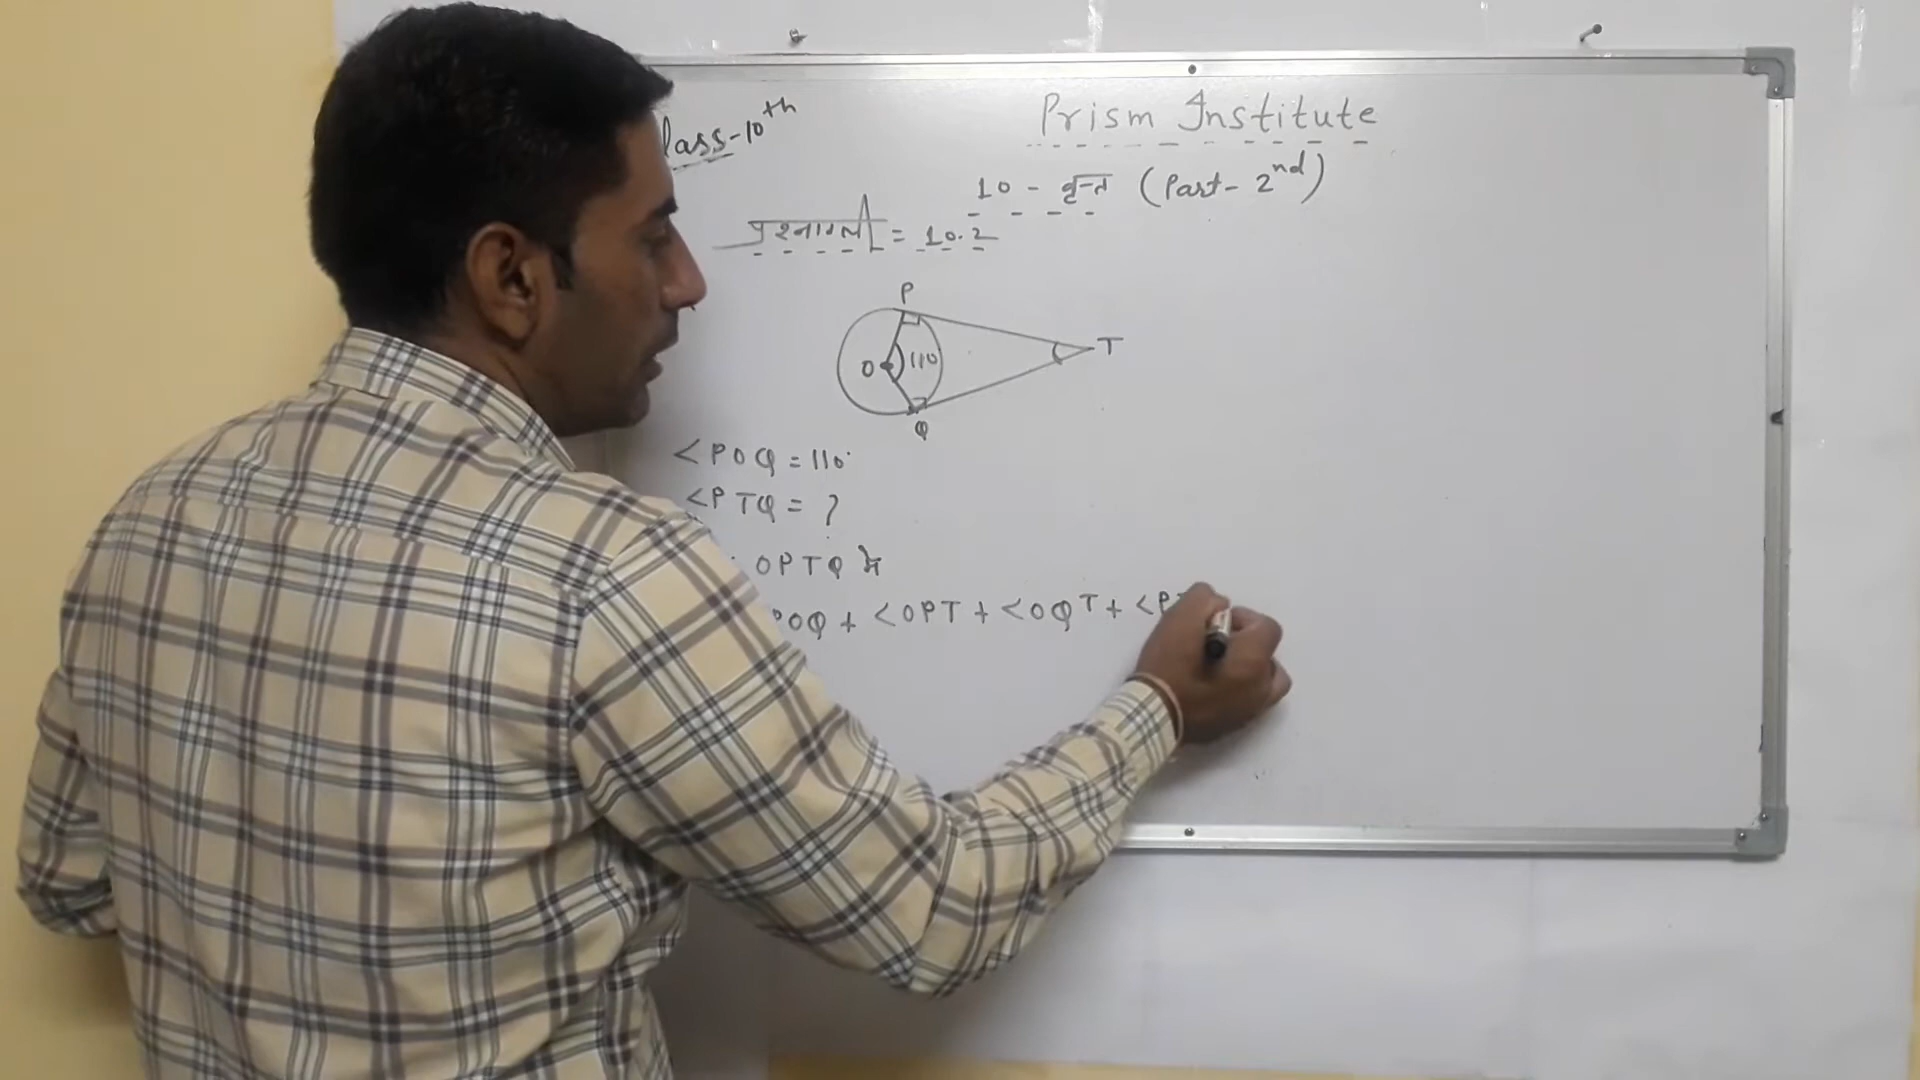 lass-10th
Prism Institute
10 - वृत्त (Part- 2nd)
प्रश्नावली = 10.2
P
O 110 T
Q
<POQ = 110°
<PTQ = ?
OPTQ में
POQ + <OPT + <OQT + <PT